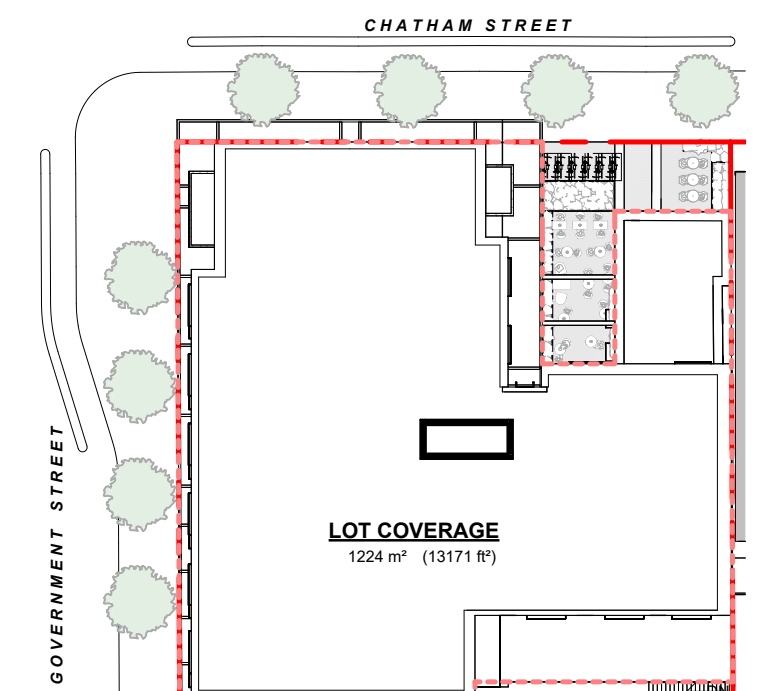 CHATHAM STREET
GOVERNMENT STREET
LOT COVERAGE
1224 m² (13171 ft²)